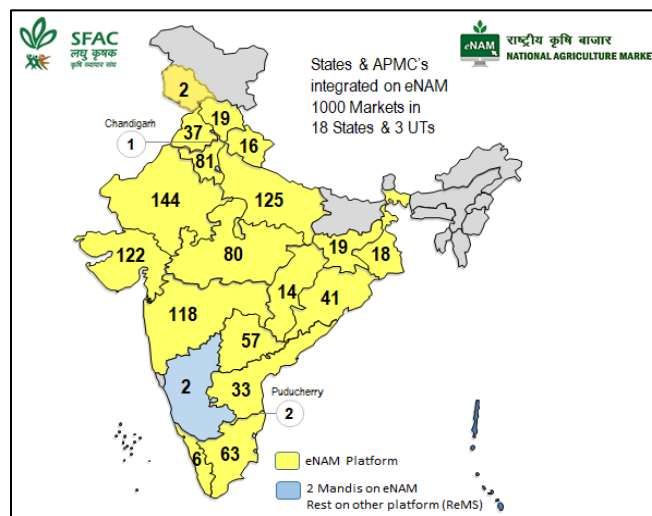 SFAC
लघु कृषक
कृषि व्यापार संघ
eNAM
राष्ट्रीय कृषि बाजार
NATIONAL AGRICULTURE MARKET
States & APMC's
integrated on eNAM
1000 Markets in
18 States & 3 UTs
2
19
Chandigarh
37
1
16
81
144
125
122
80
19
18
14
41
118
57
2
33
Puducherry
2
6
63
eNAM Platform
2 Mandis on eNAM
Rest on other platform (ReMS)